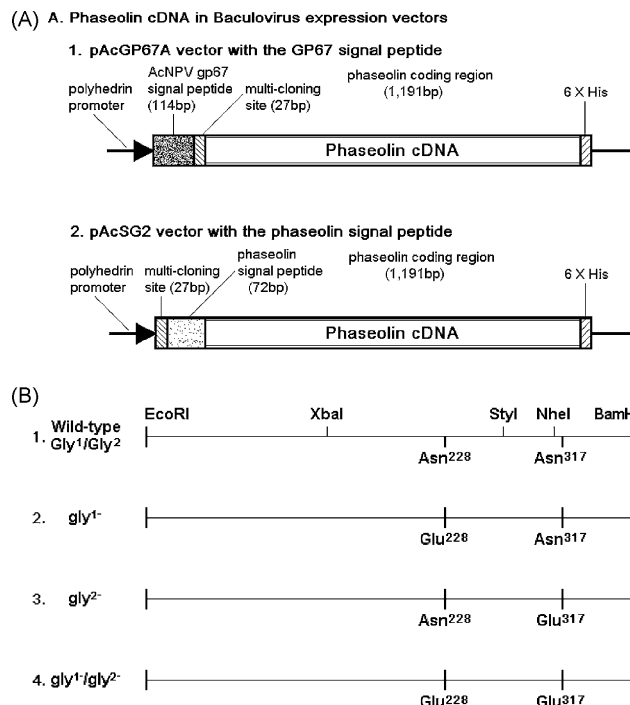 (A) A. Phaseolin cDNA in Baculovirus expression vectors
1. pAcGP67A vector with the GP67 signal peptide
polyhedrin promoter
AcNPV gp67 signal peptide (114bp)
multi-cloning site (27bp)
phaseolin coding region (1,191bp)
6 X His
Phaseolin cDNA
2. pAcSG2 vector with the phaseolin signal peptide
polyhedrin promoter
multi-cloning site (27bp)
phaseolin signal peptide (72bp)
phaseolin coding region (1,191bp)
6 X His
Phaseolin cDNA
(B)
EcoRI XbaI StyI NheI BamH
1. Wild-type Gly¹/Gly²
Asn²²⁸ Asn³¹⁷
2. gly¹⁻
Glu²²⁸ Asn³¹⁷
3. gly²⁻
Asn²²⁸ Glu³¹⁷
4. gly¹⁻/gly²⁻
Glu²²⁸ Glu³¹⁷